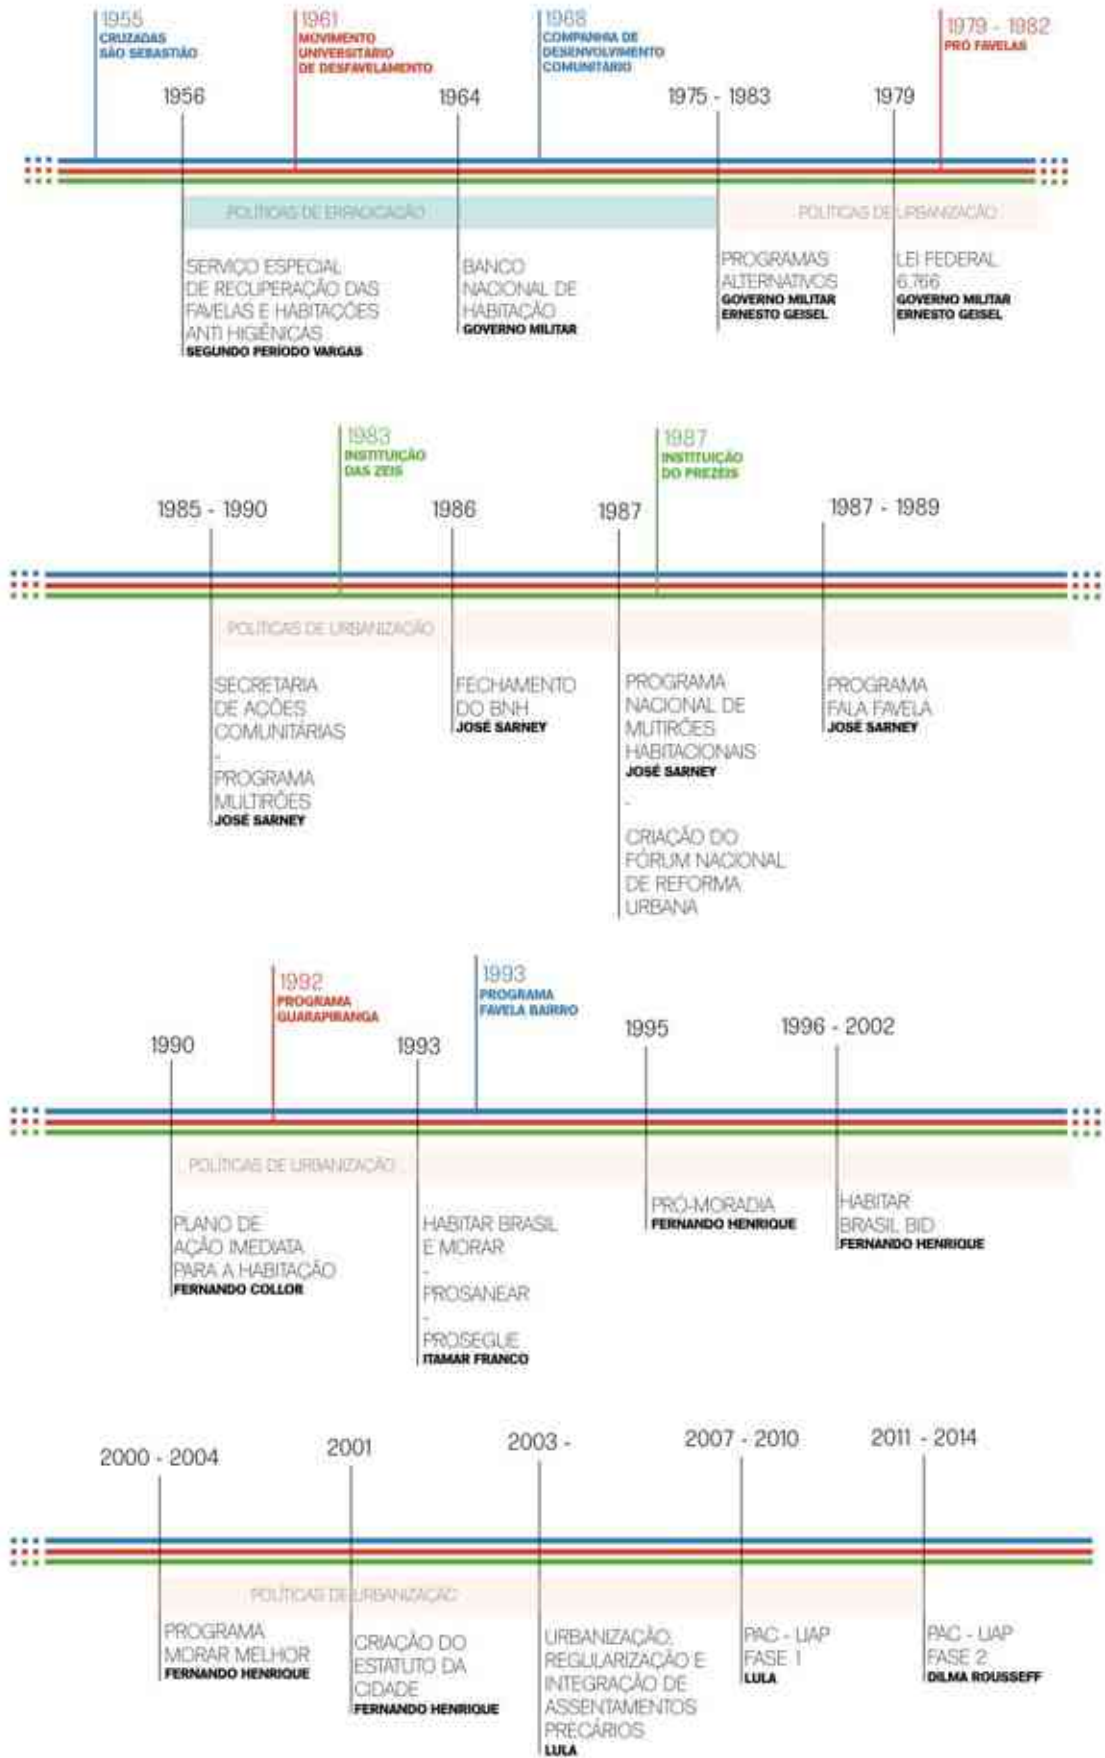 1955
CRUZADAS
SÃO SEBASTIÃO
1961
MOVIMENTO
UNIVERSITÁRIO
DE DESFAVELAMENTO
1968
COMPANHIA DE
DESENVOLVIMENTO
COMUNITÁRIO
1979 - 1982
PRÓ FAVELAS
1956
1964
1975 - 1983
1979
POLÍTICAS DE ERRADICAÇÃO
POLÍTICAS DE URBANIZAÇÃO
SERVIÇO ESPECIAL
DE RECUPERAÇÃO DAS
FAVELAS E HABITAÇÕES
ANTI HIGIÊNICAS
SEGUNDO PERÍODO VARGAS
BANCO
NACIONAL DE
HABITAÇÃO
GOVERNO MILITAR
PROGRAMAS
ALTERNATIVOS
GOVERNO MILITAR
ERNESTO GEISEL
LEI FEDERAL
6.766
GOVERNO MILITAR
ERNESTO GEISEL
1983
INSTITUIÇÃO
DAS ZEIS
1987
INSTITUIÇÃO
DO PREZEIS
1985 - 1990
1986
1987
1987 - 1989
POLÍTICAS DE URBANIZAÇÃO
SECRETARIA
DE AÇÕES
COMUNITÁRIAS
-
PROGRAMA
MULTIRÕES
JOSÉ SARNEY
FECHAMENTO
DO BNH
JOSÉ SARNEY
PROGRAMA
NACIONAL DE
MUTIRÕES
HABITACIONAIS
JOSÉ SARNEY
-
CRIAÇÃO DO
FÓRUM NACIONAL
DE REFORMA
URBANA
PROGRAMA
FALA FAVELA
JOSÉ SARNEY
1992
PROGRAMA
GUARAPIRANGA
1993
PROGRAMA
FAVELA BAIRRO
1990
1993
1995
1996 - 2002
POLÍTICAS DE URBANIZAÇÃO
PLANO DE
AÇÃO IMEDIATA
PARA A HABITAÇÃO
FERNANDO COLLOR
HABITAR BRASIL
E MORAR
-
PROSANEAR
-
PROSEGUE
ITAMAR FRANCO
PRÓ-MORADIA
FERNANDO HENRIQUE
HABITAR
BRASIL BID
FERNANDO HENRIQUE
2000 - 2004
2001
2003 -
2007 - 2010
2011 - 2014
POLÍTICAS DE URBANIZAÇÃO
PROGRAMA
MORAR MELHOR
FERNANDO HENRIQUE
CRIAÇÃO DO
ESTATUTO DA
CIDADE
FERNANDO HENRIQUE
URBANIZAÇÃO,
REGULARIZAÇÃO E
INTEGRAÇÃO DE
ASSENTAMENTOS
PRECÁRIOS
LULA
PAC - UAP
FASE 1
LULA
PAC - UAP
FASE 2
DILMA ROUSSEFF